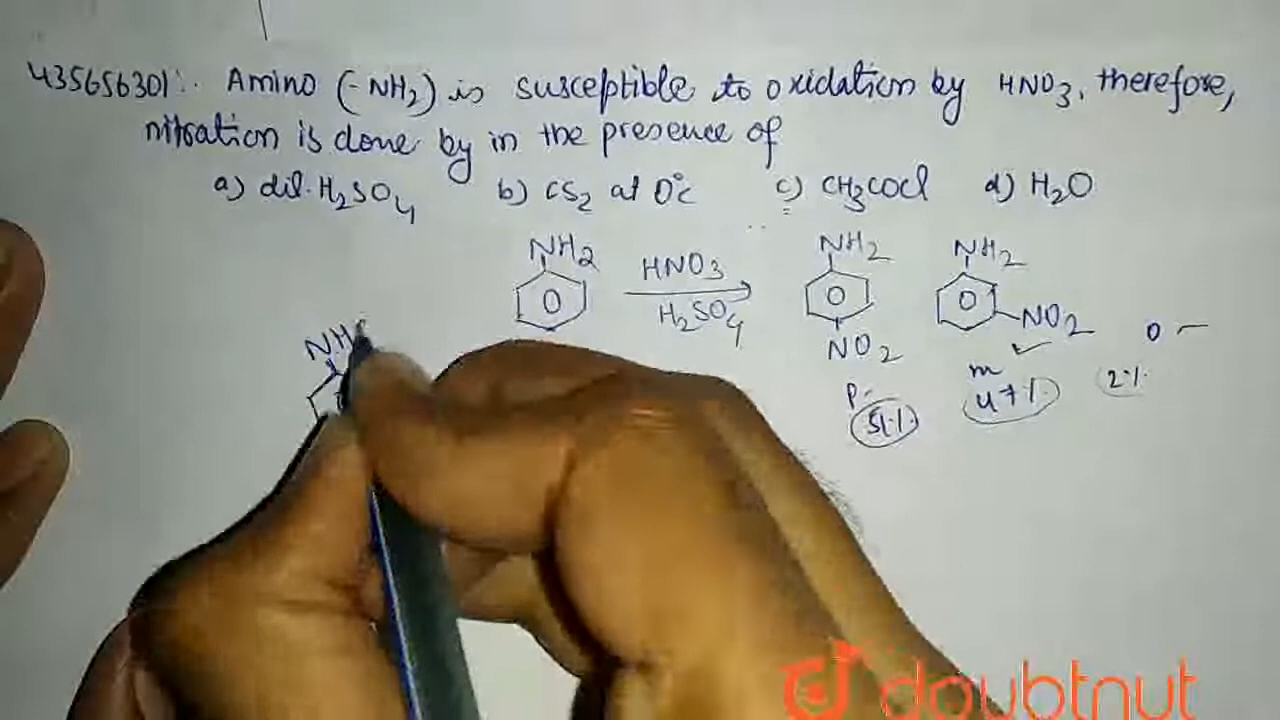 435656301:. Amino (-NH2) is susceptible to oxidation by HNO3, therefore,
nitration is done by in the presence of
a) dil. H2SO4 b) CS2 at 0°c c) CH3COCl d) H2O
NH2 HNO3 H2SO4 NH2 NO2 NH2 NO2 o -
p- 51% m 47% 2%
NH
doubtnut